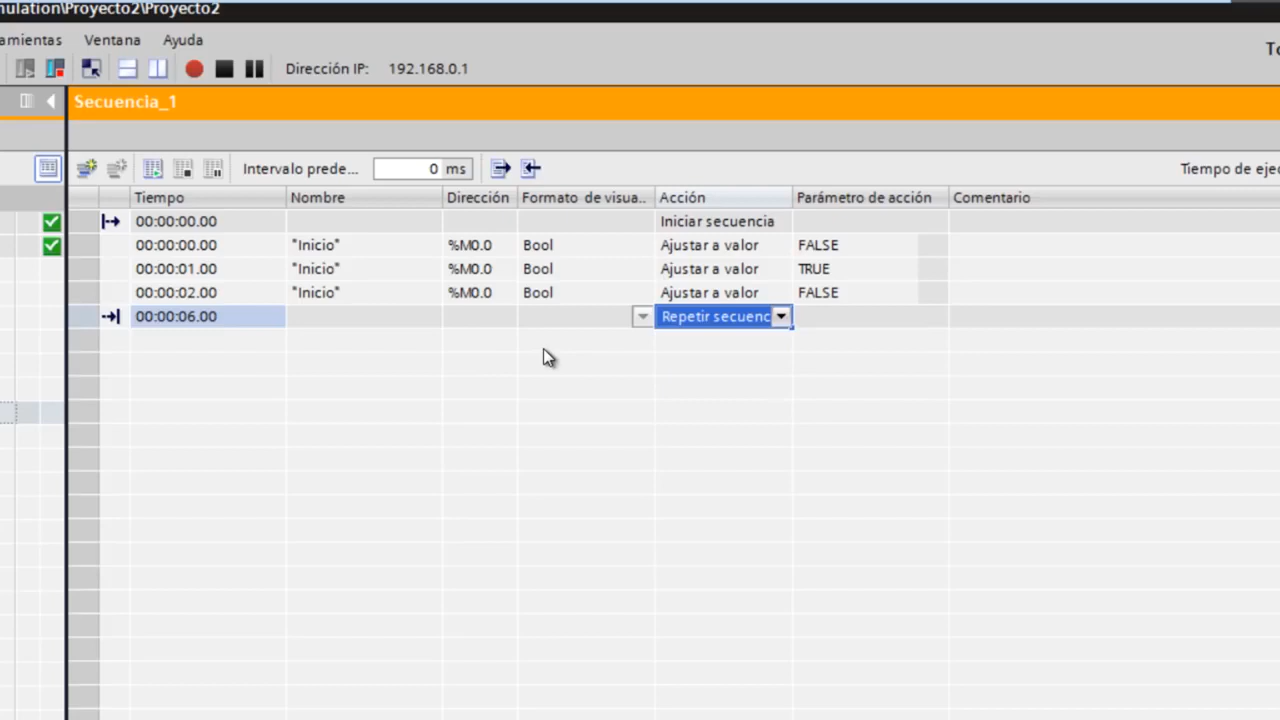 nulation\Proyecto2\Proyecto2
amientas Ventana Ayuda
Dirección IP: 192.168.0.1
Secuencia_1
Intervalo prede... 0 ms Tiempo de ejec
Tiempo Nombre Dirección Formato de visua.. Acción Parámetro de acción Comentario
00:00:00.00 Iniciar secuencia
00:00:00.00 "Inicio" %M0.0 Bool Ajustar a valor FALSE
00:00:01.00 "Inicio" %M0.0 Bool Ajustar a valor TRUE
00:00:02.00 "Inicio" %M0.0 Bool Ajustar a valor FALSE
00:00:06.00 Repetir secuenc